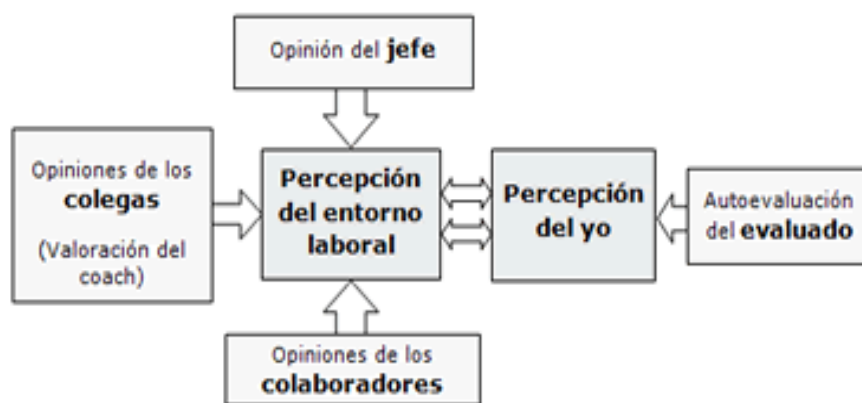 Opinión del jefe
Opiniones de los
colegas
(Valoración del
coach)
Percepción
del entorno
laboral
Percepción
del yo
Autoevaluación
del evaluado
Opiniones de los
colaboradores